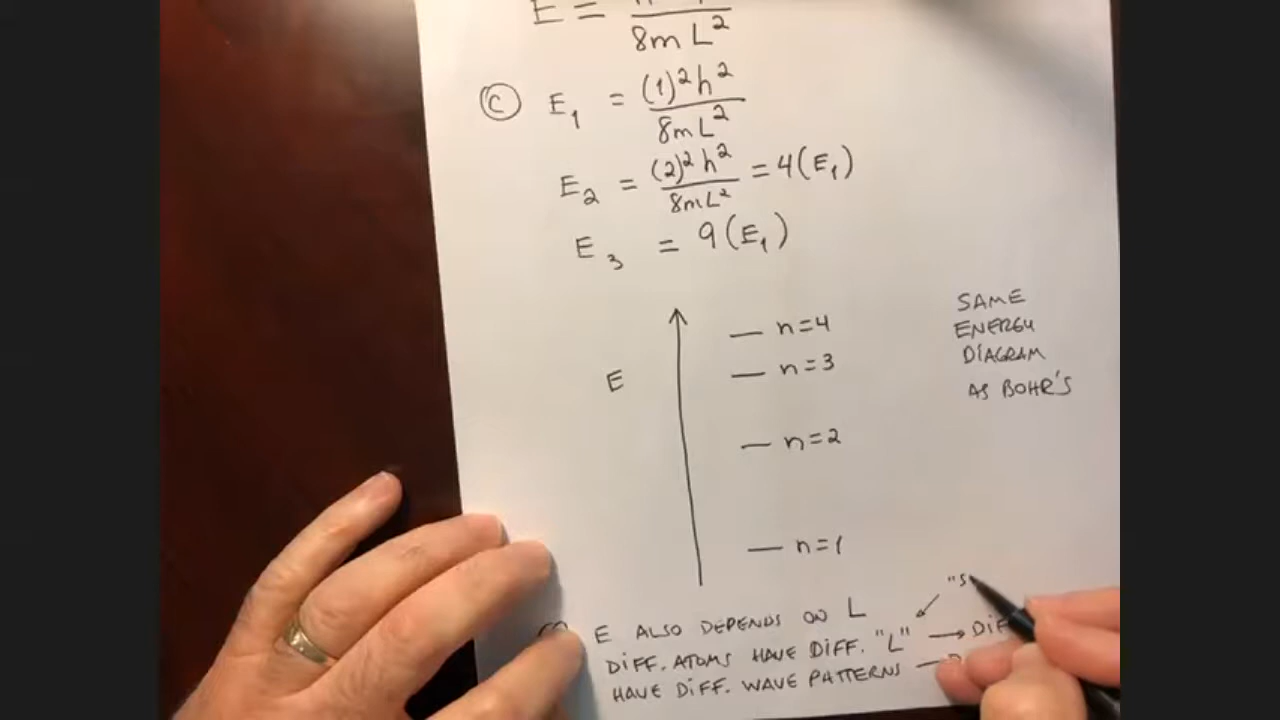 E =
8mL²
C E₁ = (1)²h²
8mL²
E₂ = (2)²h² = 4(E₁)
8mL²
E₃ = 9(E₁)
SAME
ENERGY
DIAGRAM
AS BOHR'S
n=4
n=3
E
n=2
n=1
E ALSO DEPENDS ON L
DIFF. ATOMS HAVE DIFF. "L" →
HAVE DIFF. WAVE PATTERNS —